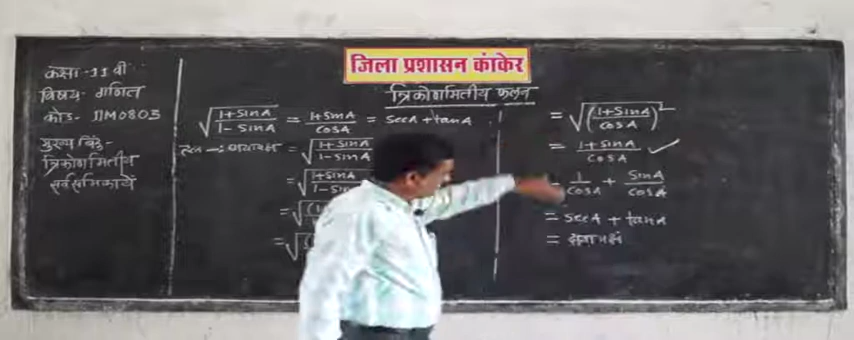 जिला प्रशासन कांकेर
त्रिकोणमितीय फलन
कक्षा - 11 वी
विषय - गणित
कोड - 11M0803
मुख्य बिंदु -
त्रिकोणमितीय
सर्वसमिकायें
√(1+SinA / 1-SinA) = 1+SinA / CosA = SecA + tanA
हल -
= √(1+SinA / 1-SinA)
= √(1+SinA
= √(
= √(
= √(1+SinA / CosA)²
= 1+SinA / CosA ✓
1 / CosA + SinA / CosA
= SecA + tanA
=